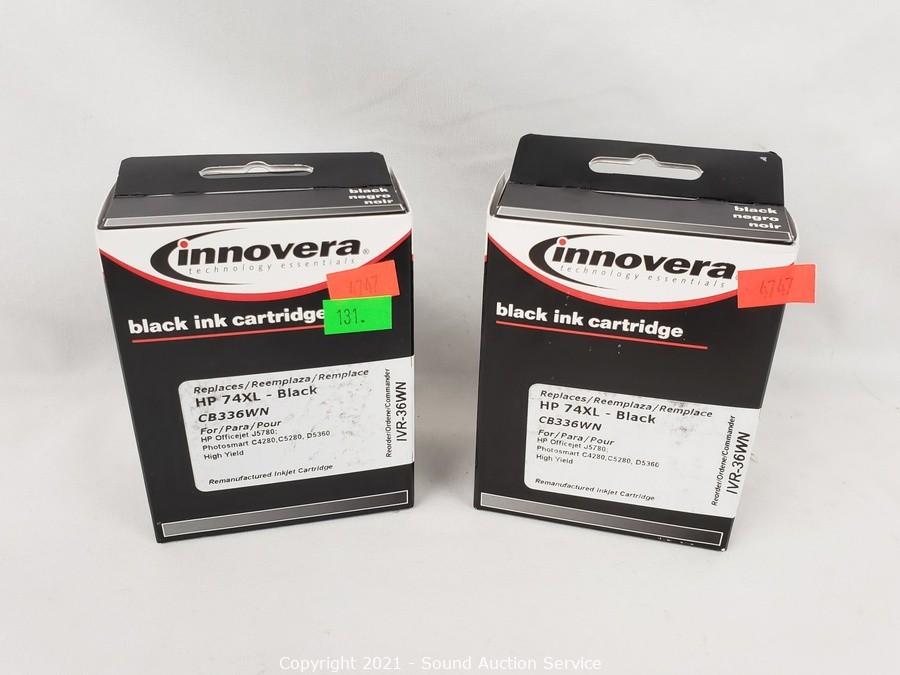 black
negro
noir
innovera®
technology essentials
4747
131.
black ink cartridge
Replaces/Reemplaza/Remplace
HP 74XL - Black
CB336WN
For/Para/Pour
HP Officejet J5780;
Photosmart C4280,C5280, D5360
High Yield
Remanufactured Inkjet Cartridge
Reorder/Ordene/Commander
IVR-36WN
black
negro
noir
innovera
technology essentials
4747
black ink cartridge
Replaces/Reemplaza/Remplace
HP 74XL - Black
CB336WN
For/Para/Pour
HP Officejet J5780;
Photosmart C4280,C5280, D5360
High Yield
Remanufactured Inkjet Cartridge
Reorder/Ordene/Commander
IVR-36WN
Copyright 2021 - Sound Auction Service